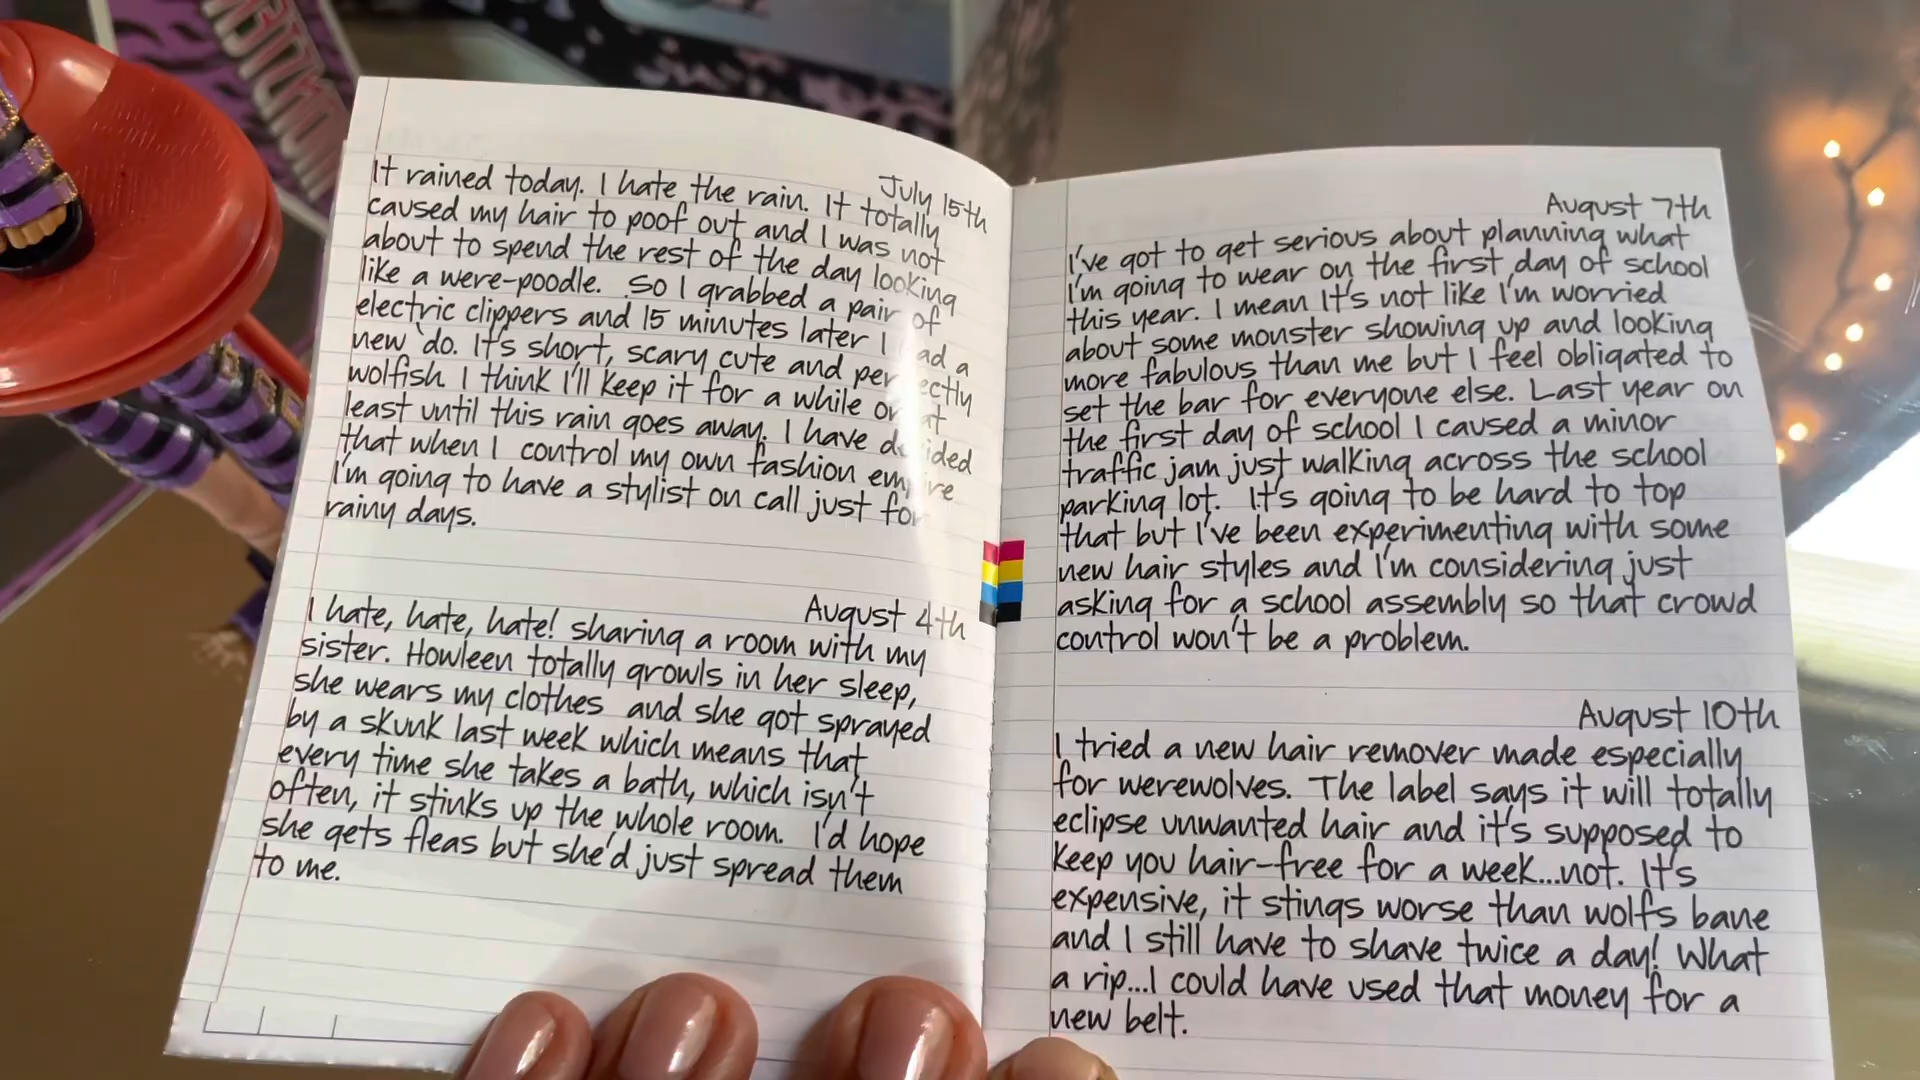 July 15th
It rained today. I hate the rain. It totally
caused my hair to poof out and I was not
about to spend the rest of the day looking
like a were-poodle. So I grabbed a pair of
electric clippers and 15 minutes later I had a
new 'do. It's short, scary cute and perfectly
wolfish I think I'll keep it for a while or at
least until this rain goes away. I have decided
that when I control my own fashion empire
I'm going to have a stylist on call just for
rainy days.
August 4th
I hate, hate, hate! sharing a room with my
sister. Howleen totally growls in her sleep,
she wears my clothes and she got sprayed
by a skunk last week which means that
every time she takes a bath, which isn't
often, it stinks up the whole room. I'd hope
she gets fleas but she'd just spread them
to me.
August 7th
I've got to get serious about planning what
I'm going to wear on the first day of school
this year. I mean It's not like I'm worried
about some monster showing up and looking
more fabulous than me but I feel obligated to
set the bar for everyone else. Last year on
the first day of school I caused a minor
traffic jam just walking across the school
parking lot. It's going to be hard to top
that but I've been experimenting with some
new hair styles and I'm considering just
asking for a school assembly so that crowd
control won't be a problem.
August 10th
I tried a new hair remover made especially
for werewolves. The label says it will totally
eclipse unwanted hair and it's supposed to
keep you hair-free for a week...not. It's
expensive, it stings worse than wolfs bane
and I still have to shave twice a day! What
a rip...I could have used that money for a
new belt.